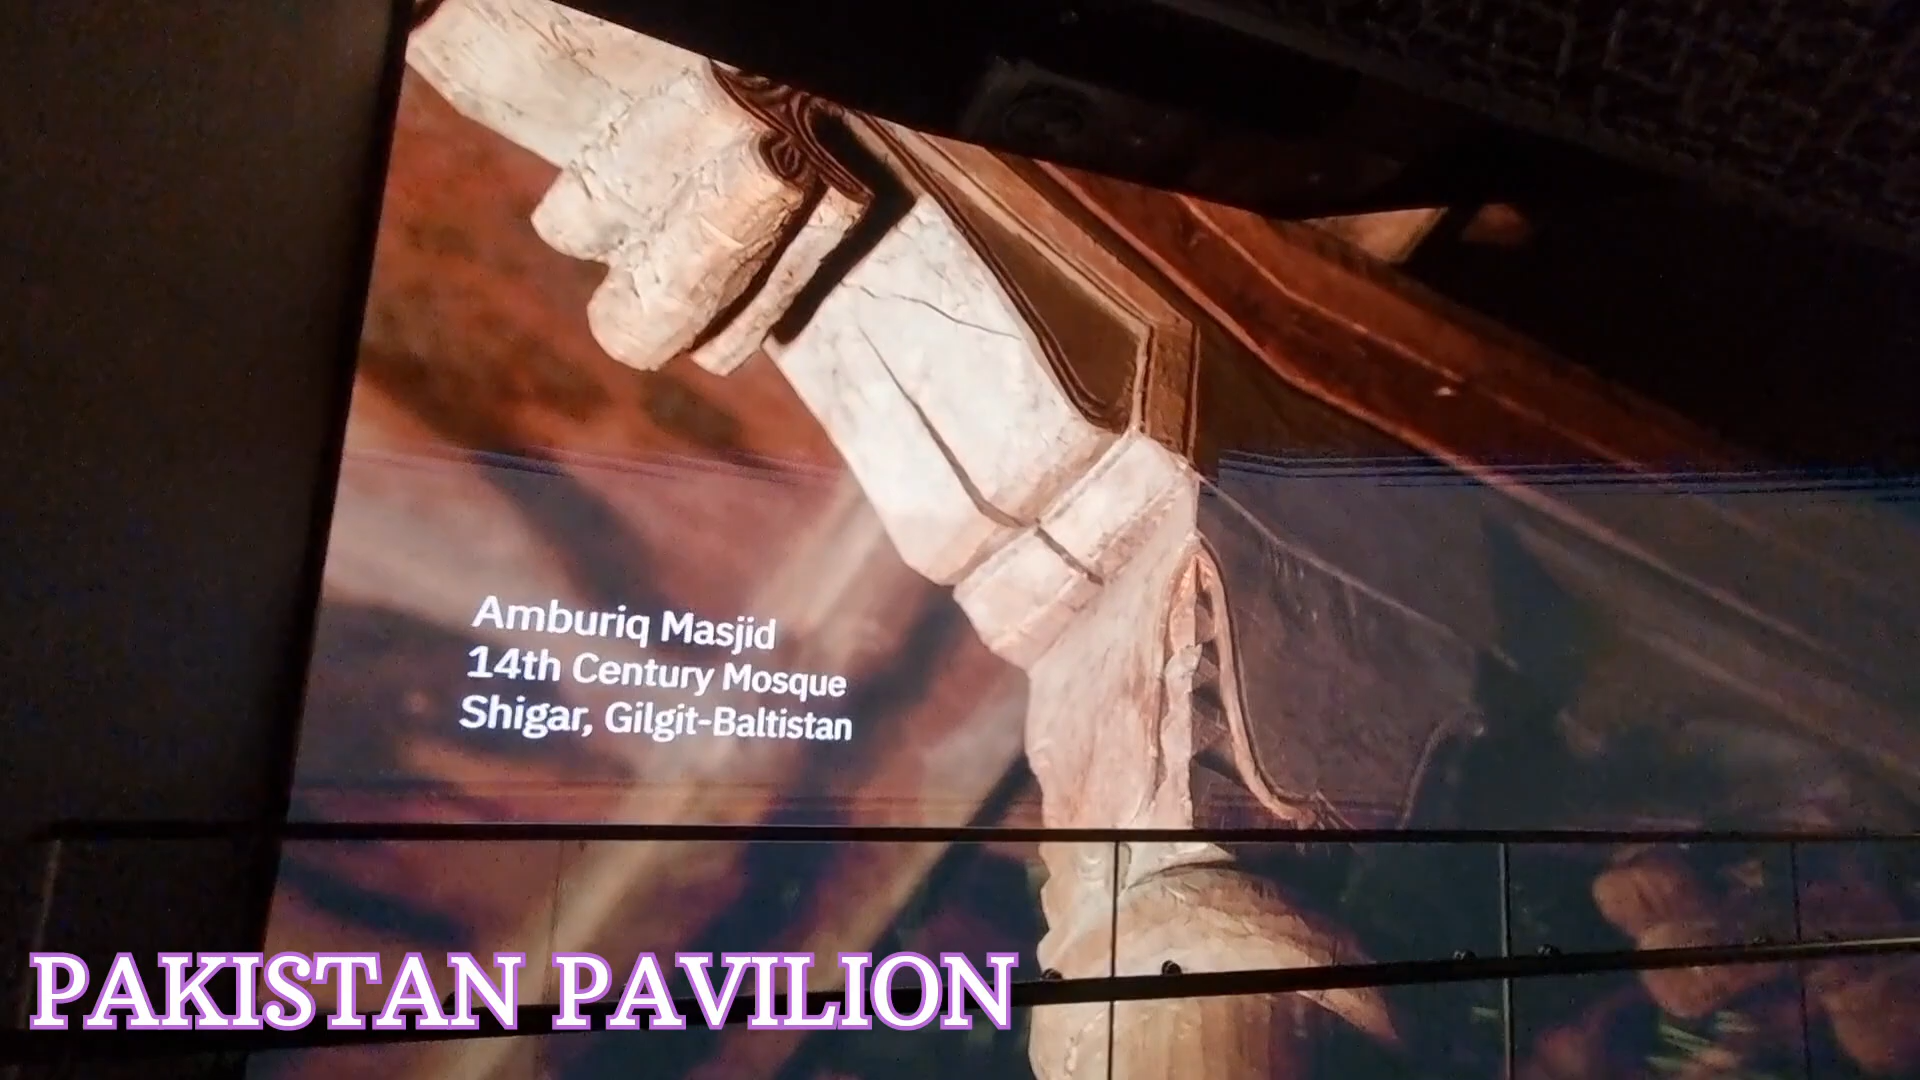 Amburiq Masjid
14th Century Mosque
Shigar, Gilgit-Baltistan
PAKISTAN PAVILION